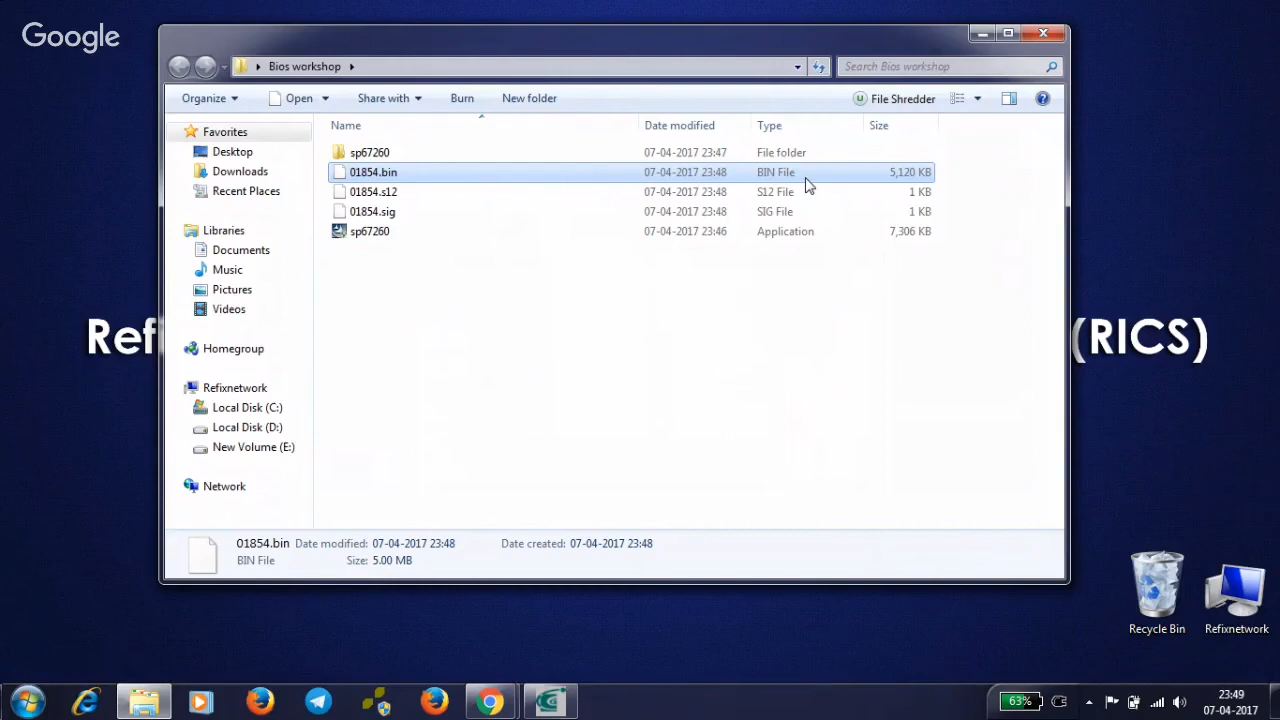 Google
Bios workshop
Search Bios workshop
Organize
Open
Share with
Burn
New folder
File Shredder
Name
Date modified
Type
Size
Favorites
Desktop
Downloads
Recent Places
Libraries
Documents
Music
Pictures
Videos
Homegroup
Refixnetwork
Local Disk (C:)
Local Disk (D:)
New Volume (E:)
Network
sp67260 07-04-2017 23:47 File folder
01854.bin 07-04-2017 23:48 BIN File 5,120 KB
01854.s12 07-04-2017 23:48 S12 File 1 KB
01854.sig 07-04-2017 23:48 SIG File 1 KB
sp67260 07-04-2017 23:46 Application 7,306 KB
(RICS)
01854.bin Date modified: 07-04-2017 23:48 Date created: 07-04-2017 23:48
BIN File Size: 5.00 MB
Recycle Bin
Refixnetwork
63%
23:49
07-04-2017